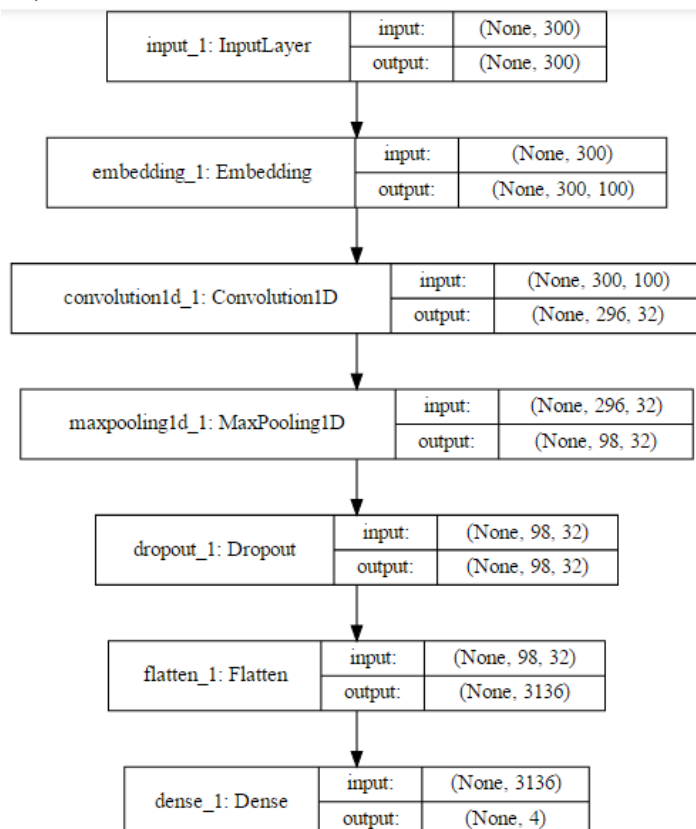 input_1: InputLayer
input: (None, 300)
output: (None, 300)
embedding_1: Embedding
input: (None, 300)
output: (None, 300, 100)
convolution1d_1: Convolution1D
input: (None, 300, 100)
output: (None, 296, 32)
maxpooling1d_1: MaxPooling1D
input: (None, 296, 32)
output: (None, 98, 32)
dropout_1: Dropout
input: (None, 98, 32)
output: (None, 98, 32)
flatten_1: Flatten
input: (None, 98, 32)
output: (None, 3136)
dense_1: Dense
input: (None, 3136)
output: (None, 4)